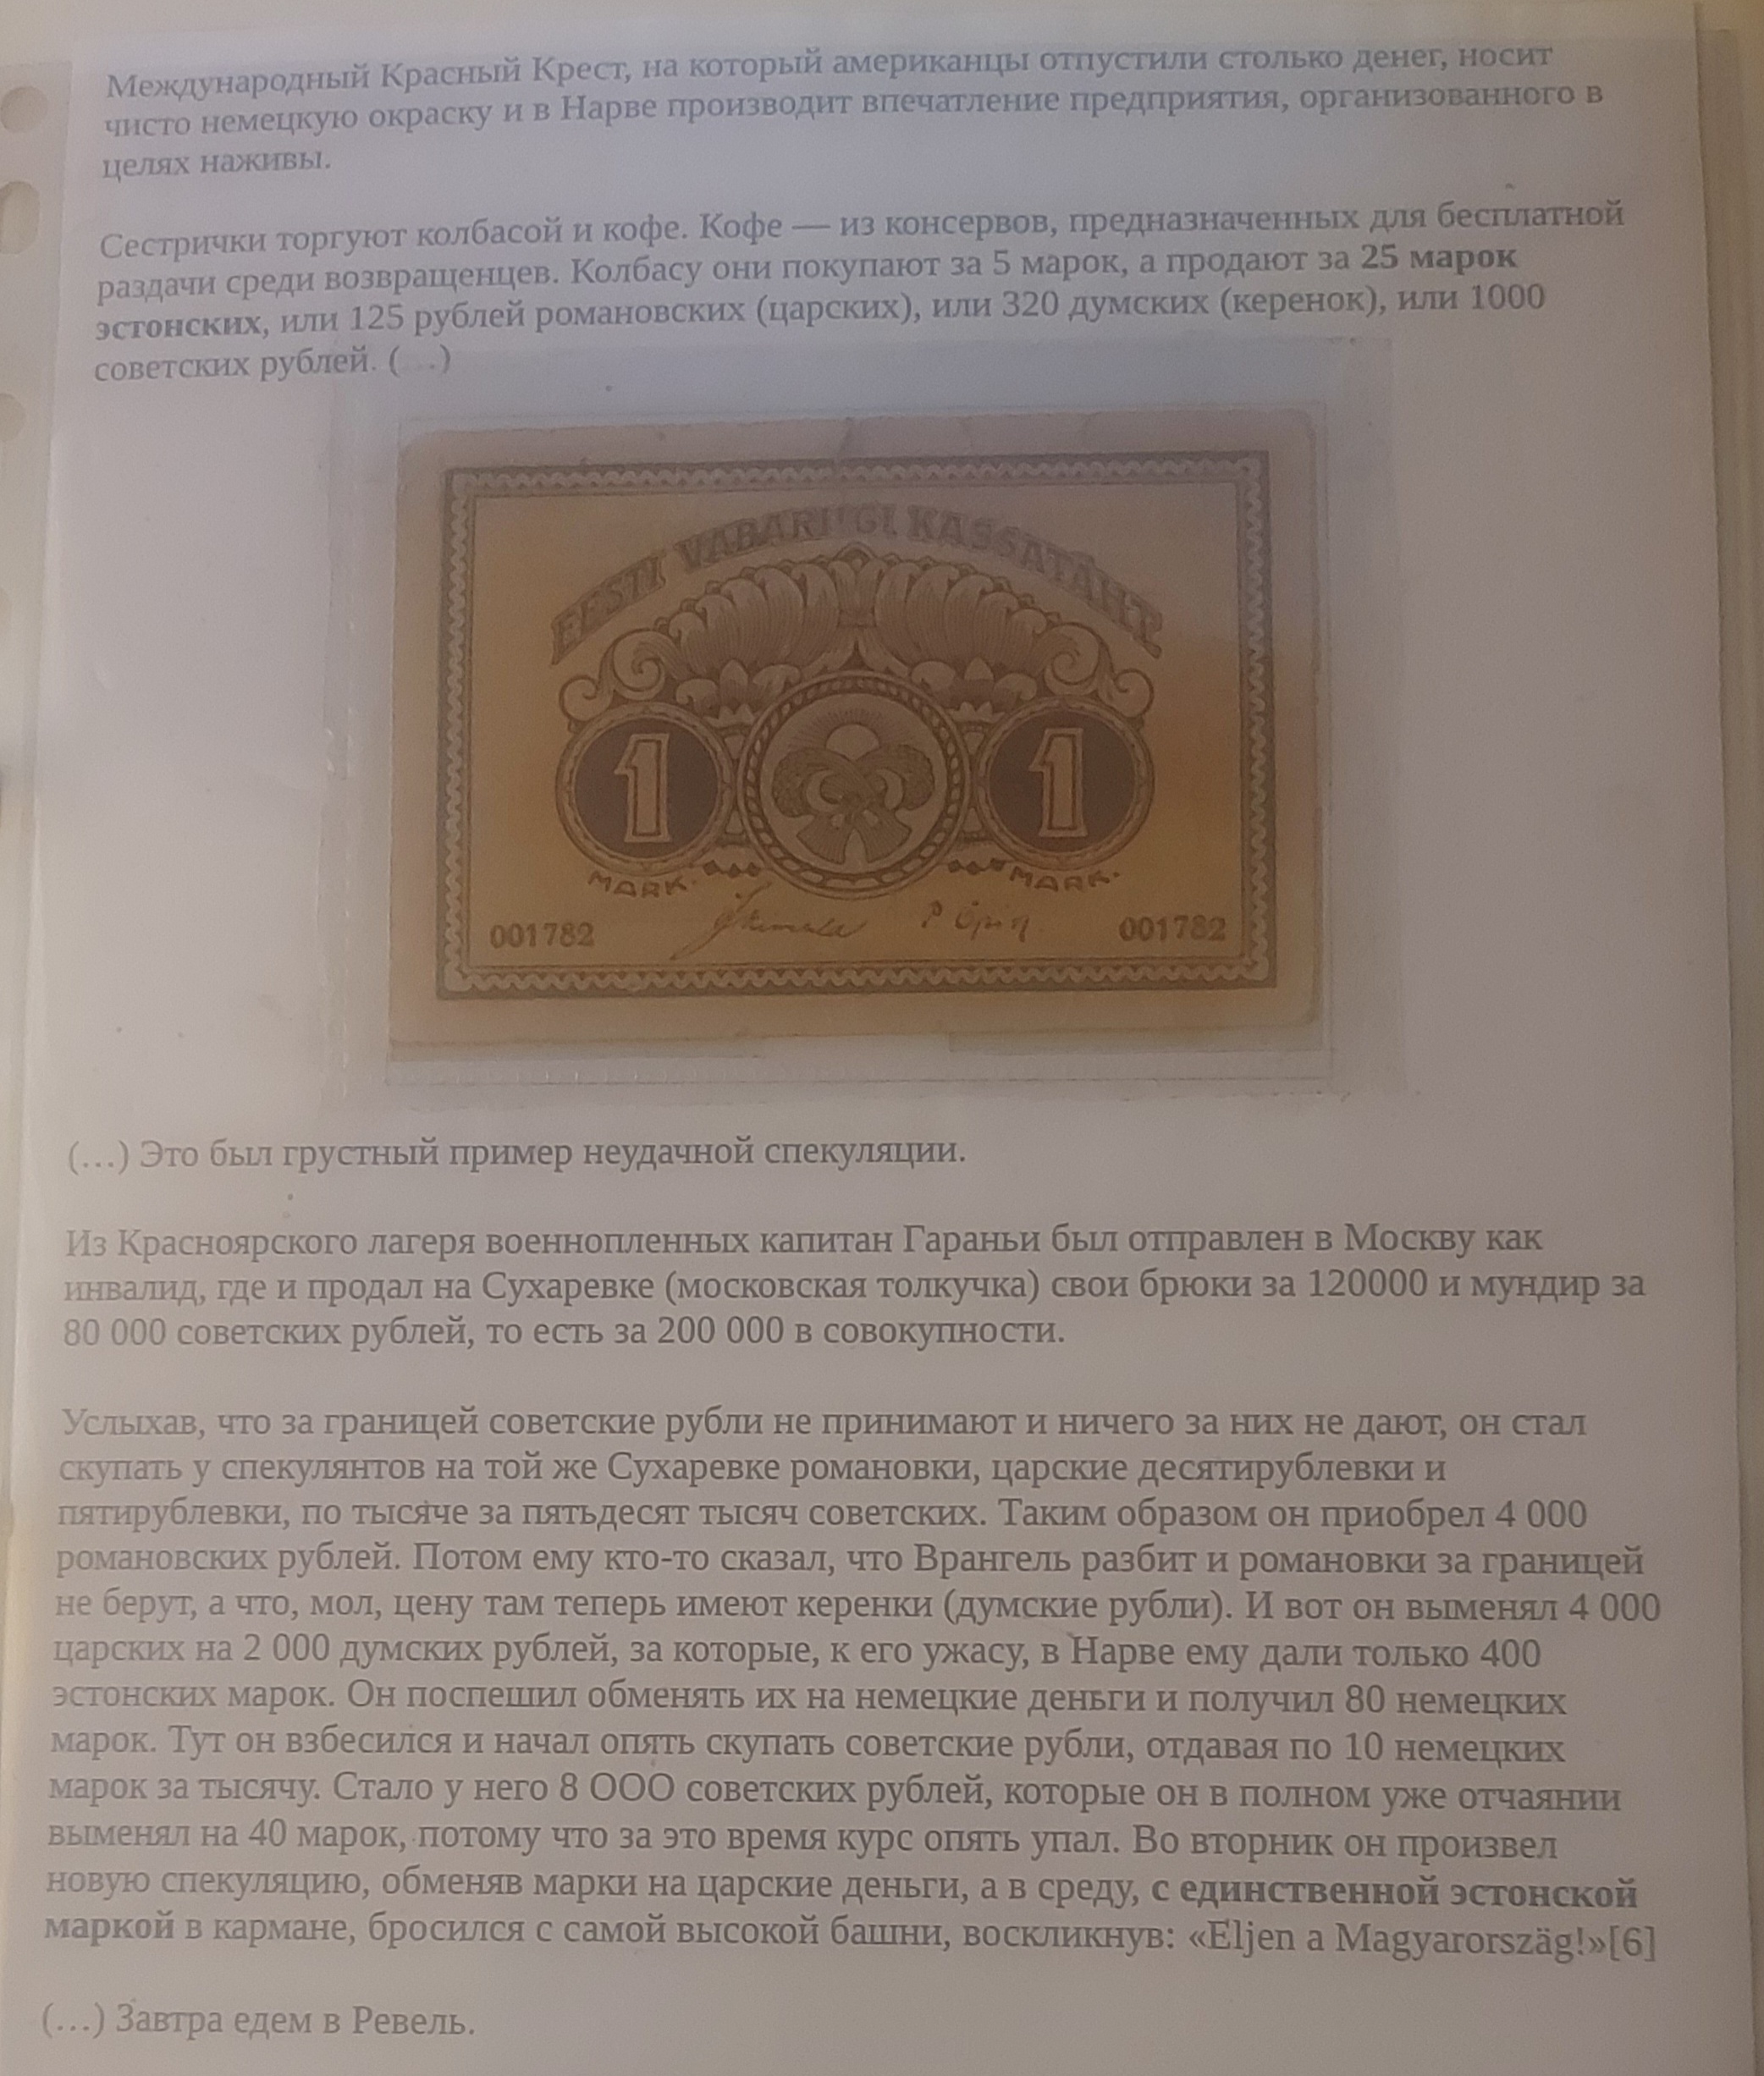 Международный Красный Крест, на который американцы отпустили столько денег, носит
чисто немецкую окраску и в Нарве производит впечатление предприятия, организованного в
целях наживы.
Сестрички торгуют колбасой и кофе. Кофе — из консервов, предназначенных для бесплатной
раздачи среди возвращенцев. Колбасу они покупают за 5 марок, а продают за 25 марок
эстонских, или 125 рублей романовских (царских), или 320 думских (керенок), или 1000
советских рублей. (…)
EESTI VABARIIGI KASSATÄHT
1 1
MARK. MARK.
001782 001782
(…) Это был грустный пример неудачной спекуляции.
Из Красноярского лагеря военнопленных капитан Гараньи был отправлен в Москву как
инвалид, где и продал на Сухаревке (московская толкучка) свои брюки за 120000 и мундир за
80 000 советских рублей, то есть за 200 000 в совокупности.
Услыхав, что за границей советские рубли не принимают и ничего за них не дают, он стал
скупать у спекулянтов на той же Сухаревке романовки, царские десятирублевки и
пятирублевки, по тысяче за пятьдесят тысяч советских. Таким образом он приобрел 4 000
романовских рублей. Потом ему кто-то сказал, что Врангель разбит и романовки за границей
не берут, а что, мол, цену там теперь имеют керенки (думские рубли). И вот он выменял 4 000
царских на 2 000 думских рублей, за которые, к его ужасу, в Нарве ему дали только 400
эстонских марок. Он поспешил обменять их на немецкие деньги и получил 80 немецких
марок. Тут он взбесился и начал опять скупать советские рубли, отдавая по 10 немецких
марок за тысячу. Стало у него 8 ООО советских рублей, которые он в полном уже отчаянии
выменял на 40 марок, потому что за это время курс опять упал. Во вторник он произвел
новую спекуляцию, обменяв марки на царские деньги, а в среду, с единственной эстонской
маркой в кармане, бросился с самой высокой башни, воскликнув: «Eljen a Magyarorszäg!»[6]
(…) Завтра едем в Ревель.